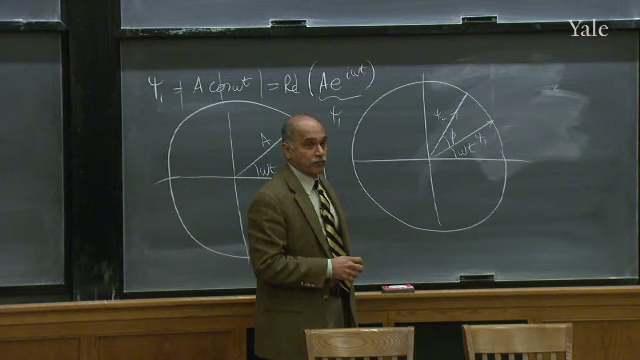 Yale
ψ₁ = A cos ωt = Re (A e^{iωt})
ψ₁
A
ωt
ψ₂
φ
ψ₁
ωt